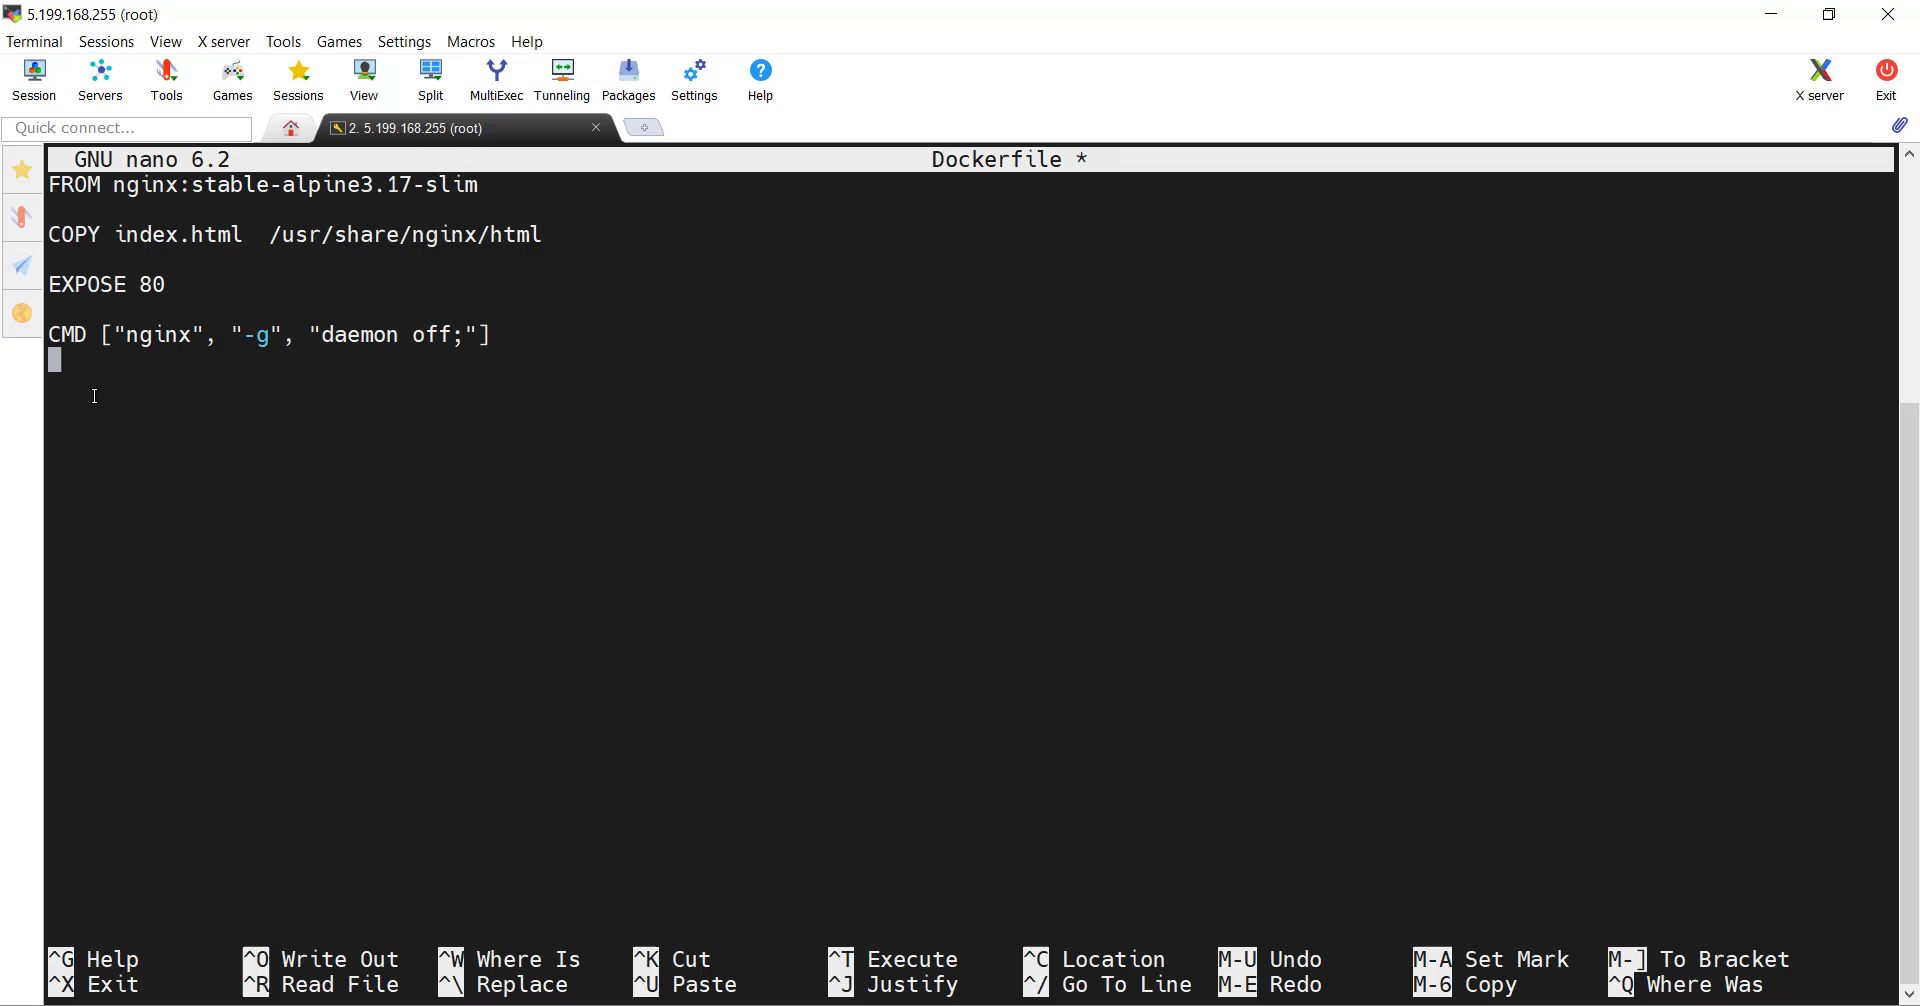 5.199.168.255 (root)
Terminal Sessions View X server Tools Games Settings Macros Help
Session Servers Tools Games Sessions View Split MultiExec Tunneling Packages Settings Help X server Exit
Quick connect... 2. 5.199.168.255 (root)
GNU nano 6.2 Dockerfile *
FROM nginx:stable-alpine3.17-slim
COPY index.html  /usr/share/nginx/html
EXPOSE 80
CMD ["nginx", "-g", "daemon off;"]
^G Help ^O Write Out ^W Where Is ^K Cut ^T Execute ^C Location M-U Undo M-A Set Mark M-] To Bracket
^X Exit ^R Read File ^\ Replace ^U Paste ^J Justify ^/ Go To Line M-E Redo M-6 Copy ^Q Where Was